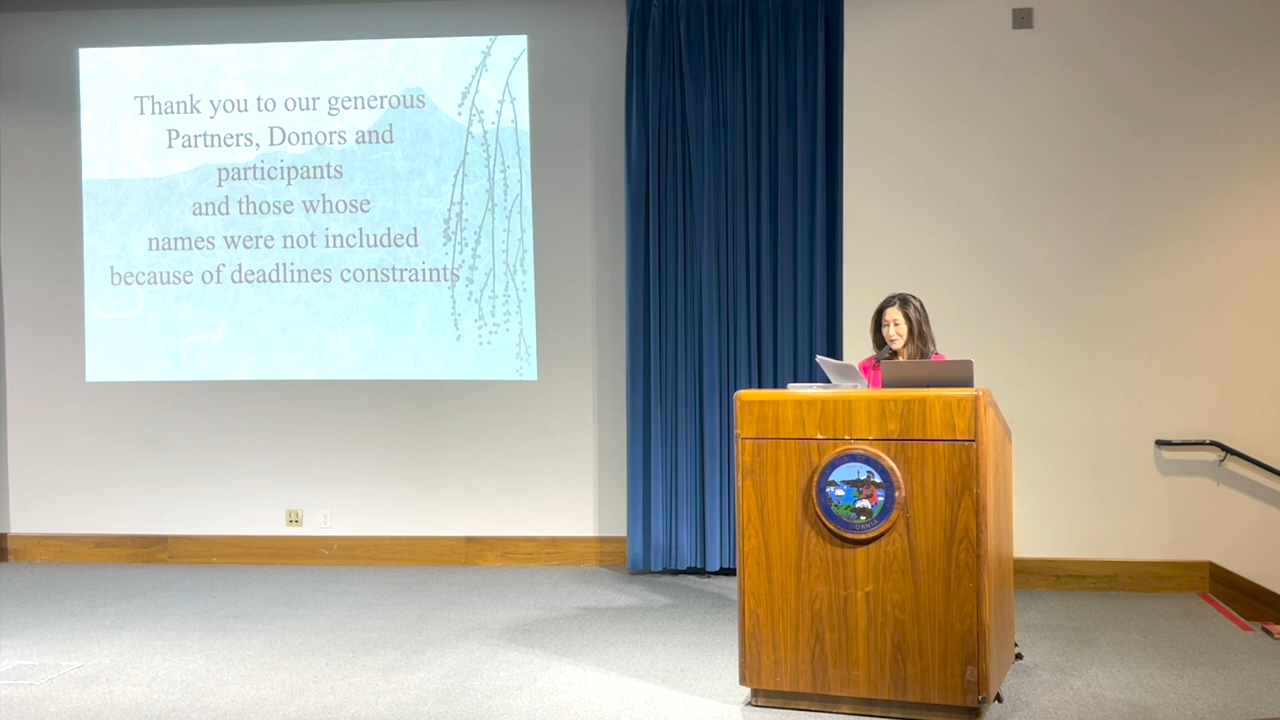 Thank you to our generous
Partners, Donors and
participants
and those whose
names were not included
because of deadlines constraints